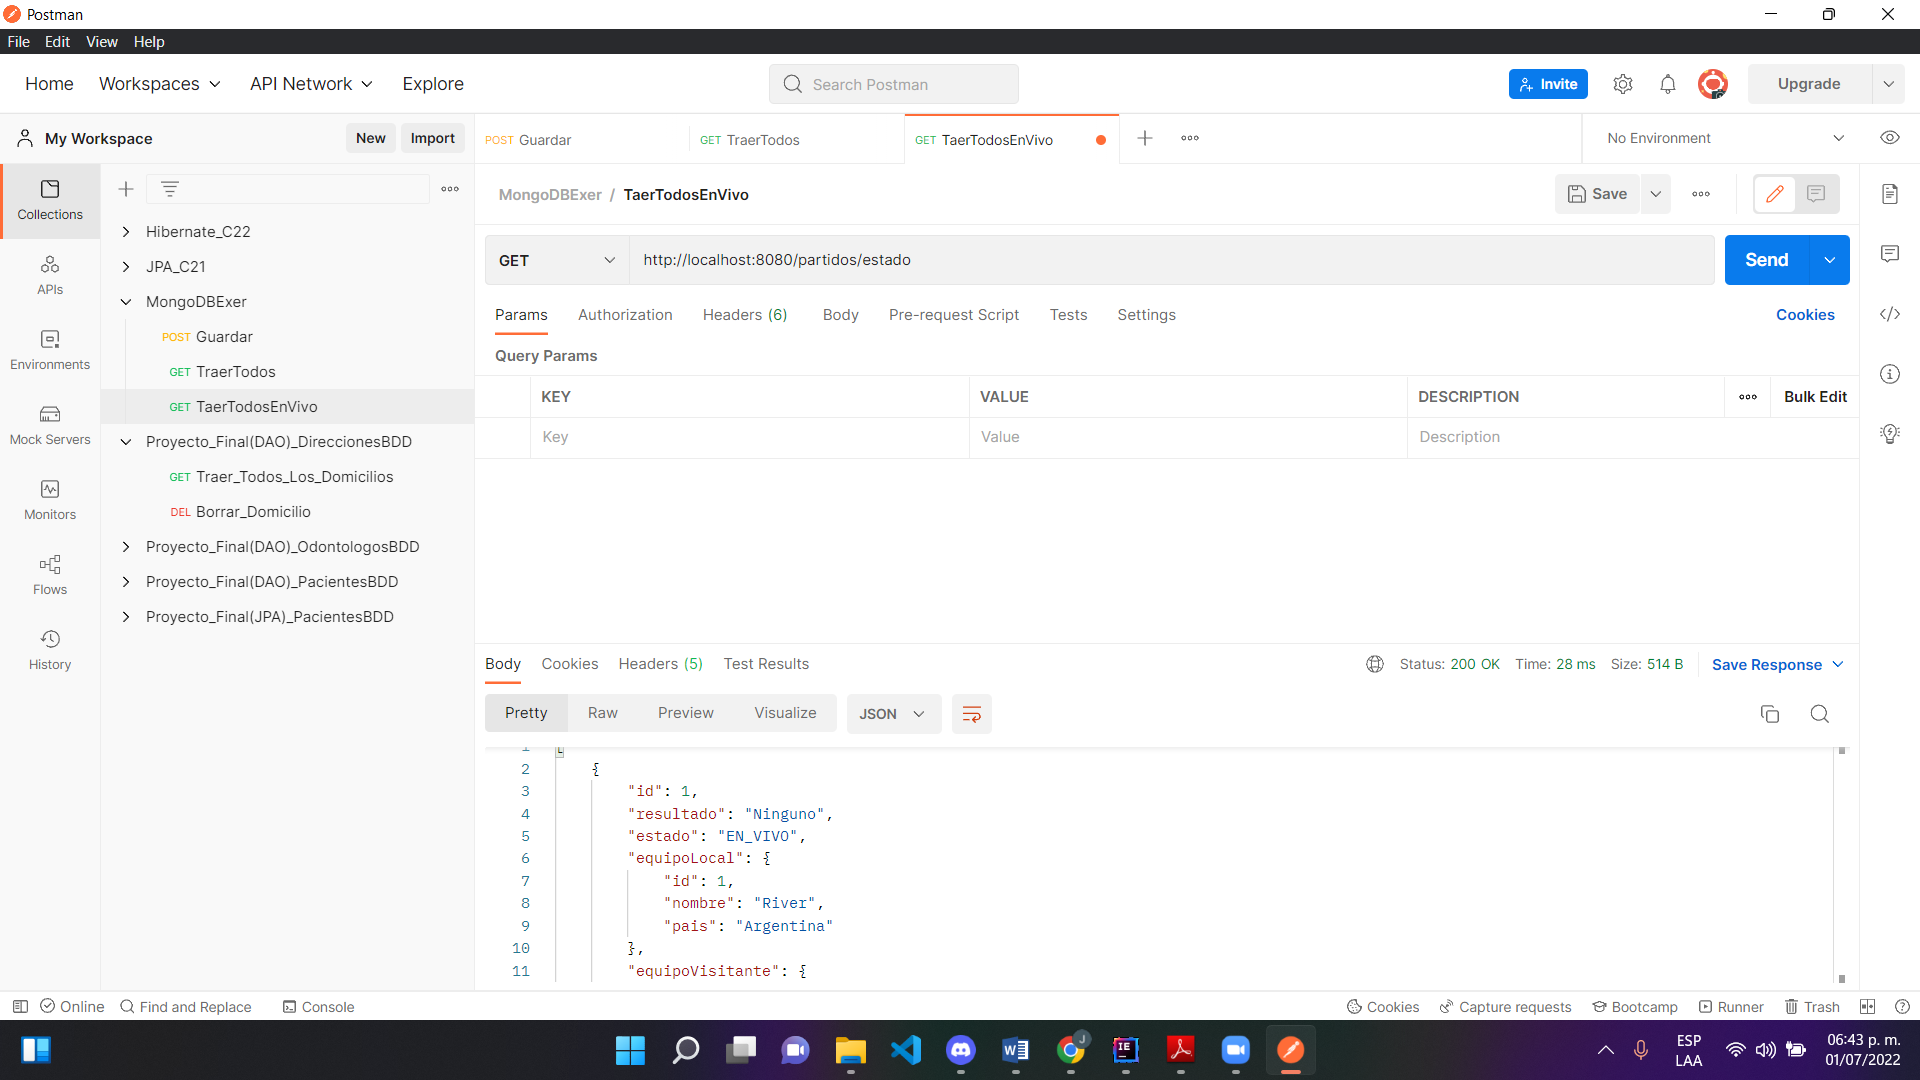 Postman
File Edit View Help
Home Workspaces API Network Explore Search Postman Invite Upgrade
My Workspace New Import POST Guardar GET TraerTodos GET TaerTodosEnVivo No Environment
Collections
APIs
Environments
Mock Servers
Monitors
Flows
History
Hibernate_C22
JPA_C21
MongoDBExer
POST Guardar
GET TraerTodos
GET TaerTodosEnVivo
Proyecto_Final(DAO)_DireccionesBDD
GET Traer_Todos_Los_Domicilios
DEL Borrar_Domicilio
Proyecto_Final(DAO)_OdontologosBDD
Proyecto_Final(DAO)_PacientesBDD
Proyecto_Final(JPA)_PacientesBDD
MongoDBExer / TaerTodosEnVivo Save
GET http://localhost:8080/partidos/estado Send
Params Authorization Headers (6) Body Pre-request Script Tests Settings Cookies
Query Params
KEY VALUE DESCRIPTION Bulk Edit
Key Value Description
Body Cookies Headers (5) Test Results Status: 200 OK Time: 28 ms Size: 514 B Save Response
Pretty Raw Preview Visualize JSON
1 [
2 {
3 "id": 1,
4 "resultado": "Ninguno",
5 "estado": "EN_VIVO",
6 "equipoLocal": {
7 "id": 1,
8 "nombre": "River",
9 "pais": "Argentina"
10 },
11 "equipoVisitante": {
Online Find and Replace Console Cookies Capture requests Bootcamp Runner Trash
ESP
LAA
06:43 p. m.
01/07/2022